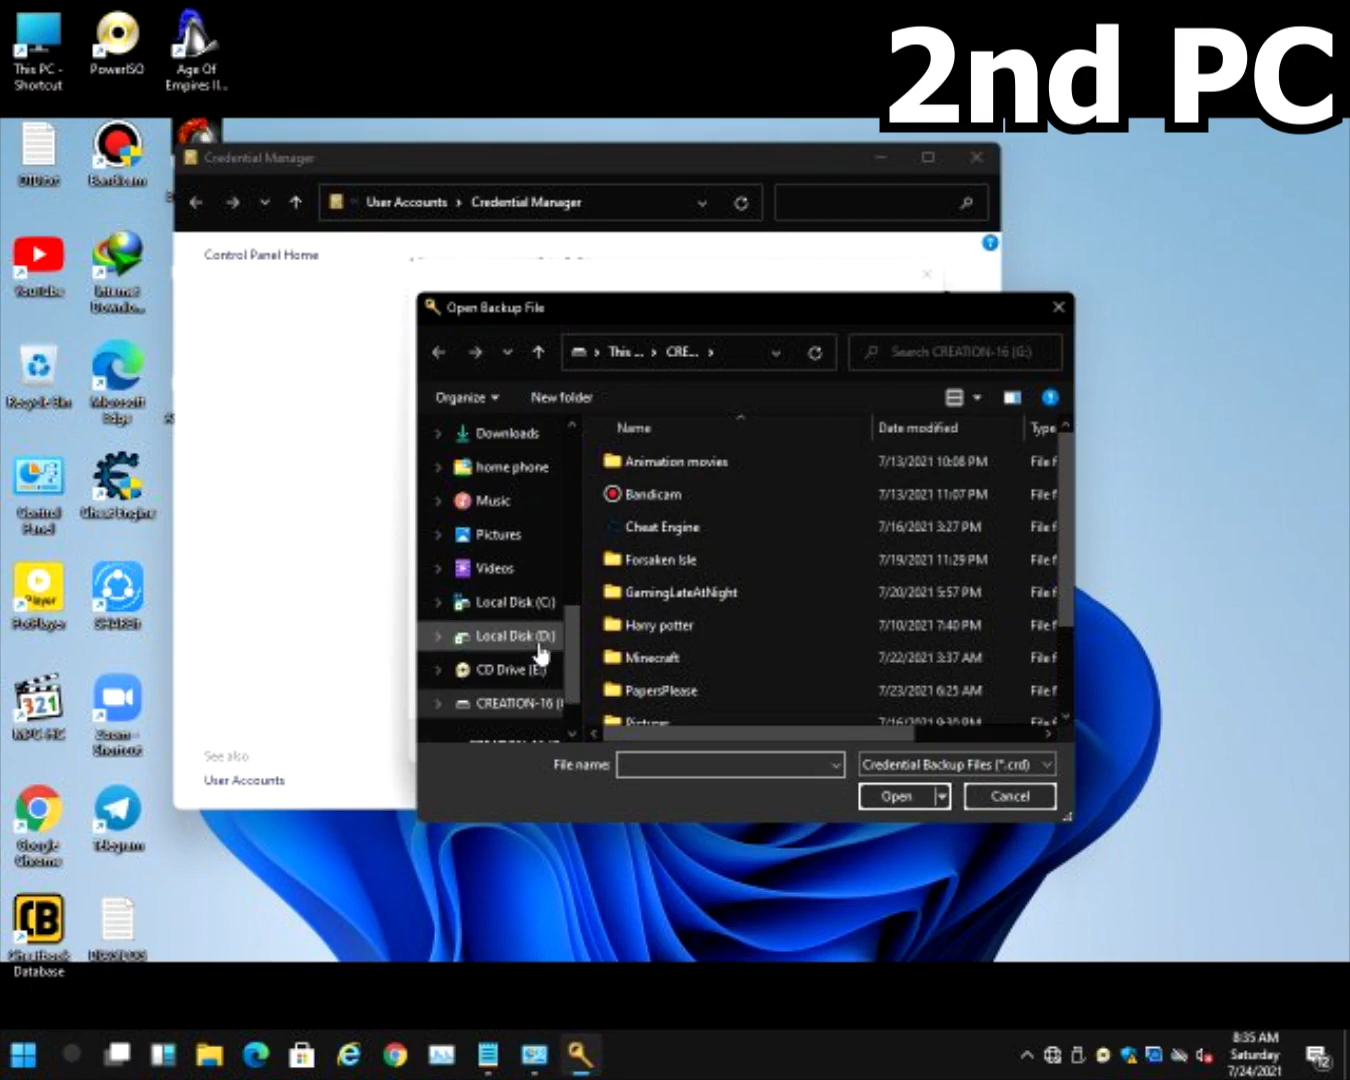 2nd PC
This PC -
Shortcut
PowerISO
Age Of
Empires II...
Bandicam
Youtube
Internet
Downlo...
Recycle Bin
Microsoft
Edge
Control
Panel
Cheat Engine
PotPlayer
SHAREit
MPC-HC
Zoom -
Shortcut
Google
Chrome
Telegram
Database
Credential Manager
User Accounts > Credential Manager
Control Panel Home
See also
User Accounts
Open Backup File
This ... > CRE... >
Search CREATION-16 (G:)
Organize
New folder
Downloads
home phone
Music
Pictures
Videos
Local Disk (C:)
Local Disk (D:)
CD Drive (E:)
CREATION-16 (
Name Date modified Type
Animation movies 7/13/2021 10:08 PM File f
Bandicam 7/13/2021 11:07 PM File f
Cheat Engine 7/16/2021 3:27 PM File f
Forsaken Isle 7/19/2021 11:29 PM File f
GamingLateAtNight 7/20/2021 5:57 PM File f
Harry potter 7/10/2021 7:40 PM File f
Minecraft 7/22/2021 3:37 AM File f
PapersPlease 7/23/2021 6:25 AM File f
Pictures 7/16/2021 9:30 PM File f
File name:
Credential Backup Files (*.crd)
Open
Cancel
8:35 AM
Saturday
7/24/2021
12